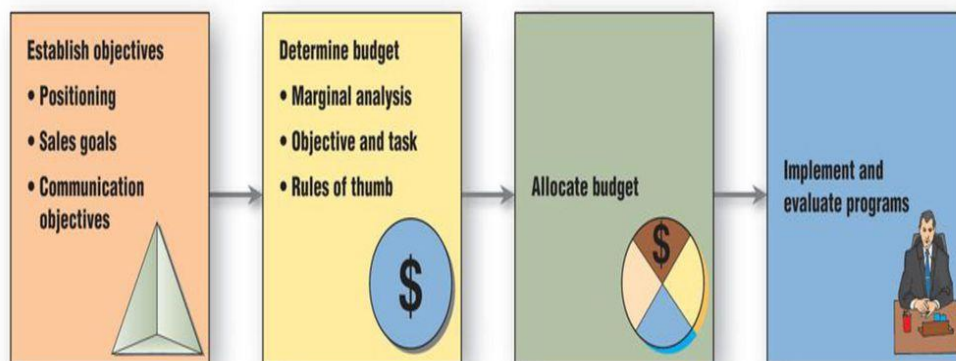 Establish objectives
• Positioning
• Sales goals
• Communication
objectives
Determine budget
• Marginal analysis
• Objective and task
• Rules of thumb
$
Allocate budget
$
Implement and
evaluate programs